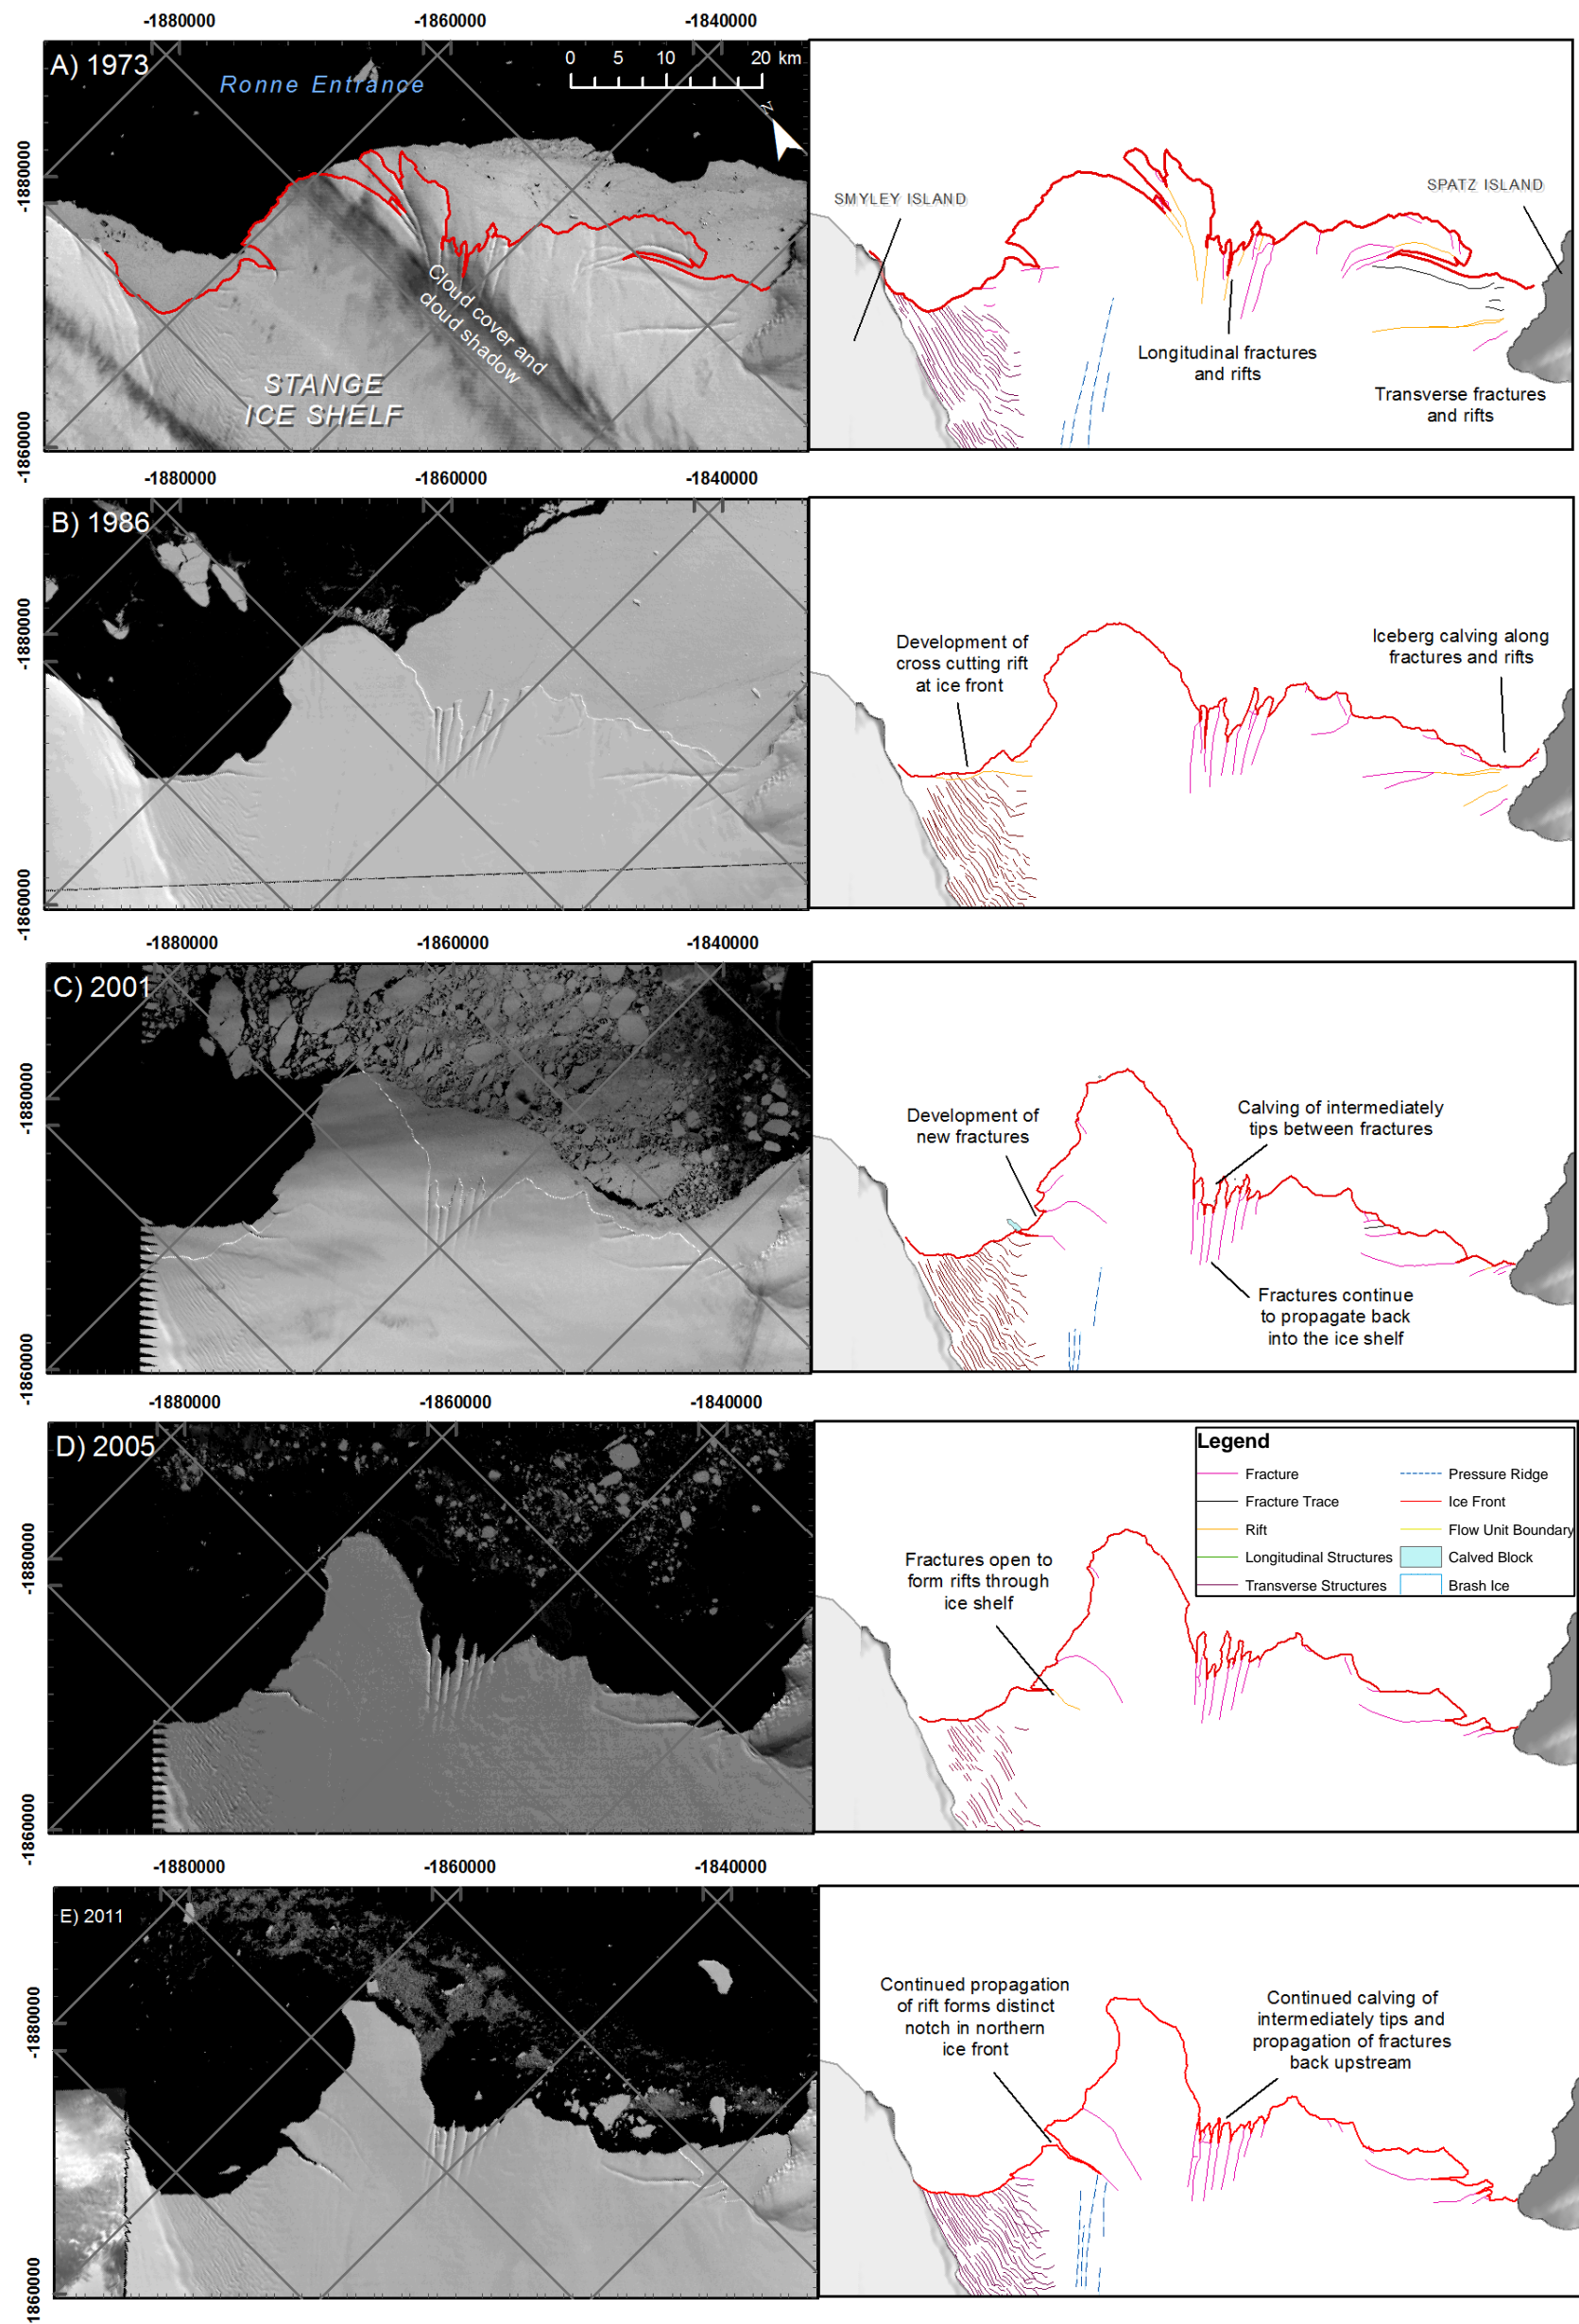 -1880000 -1860000 -1840000
A) 1973
Ronne Entrance
0 5 10 20 km
N
-1880000
-1860000
Cloud cover and
cloud shadow
STANGE
ICE SHELF
SMYLEY ISLAND
SPATZ ISLAND
Longitudinal fractures
and rifts
Transverse fractures
and rifts
-1880000 -1860000 -1840000
B) 1986
-1880000
-1860000
Development of
cross cutting rift
at ice front
Iceberg calving along
fractures and rifts
-1880000 -1860000 -1840000
C) 2001
-1880000
-1860000
Development of
new fractures
Calving of intermediately
tips between fractures
Fractures continue
to propagate back
into the ice shelf
-1880000 -1860000 -1840000
D) 2005
-1880000
-1860000
Fractures open to
form rifts through
ice shelf
Legend
Fracture
Fracture Trace
Rift
Longitudinal Structures
Transverse Structures
Pressure Ridge
Ice Front
Flow Unit Boundary
Calved Block
Brash Ice
-1880000 -1860000 -1840000
E) 2011
-1880000
-1860000
Continued propagation
of rift forms distinct
notch in northern
ice front
Continued calving of
intermediately tips and
propagation of fractures
back upstream